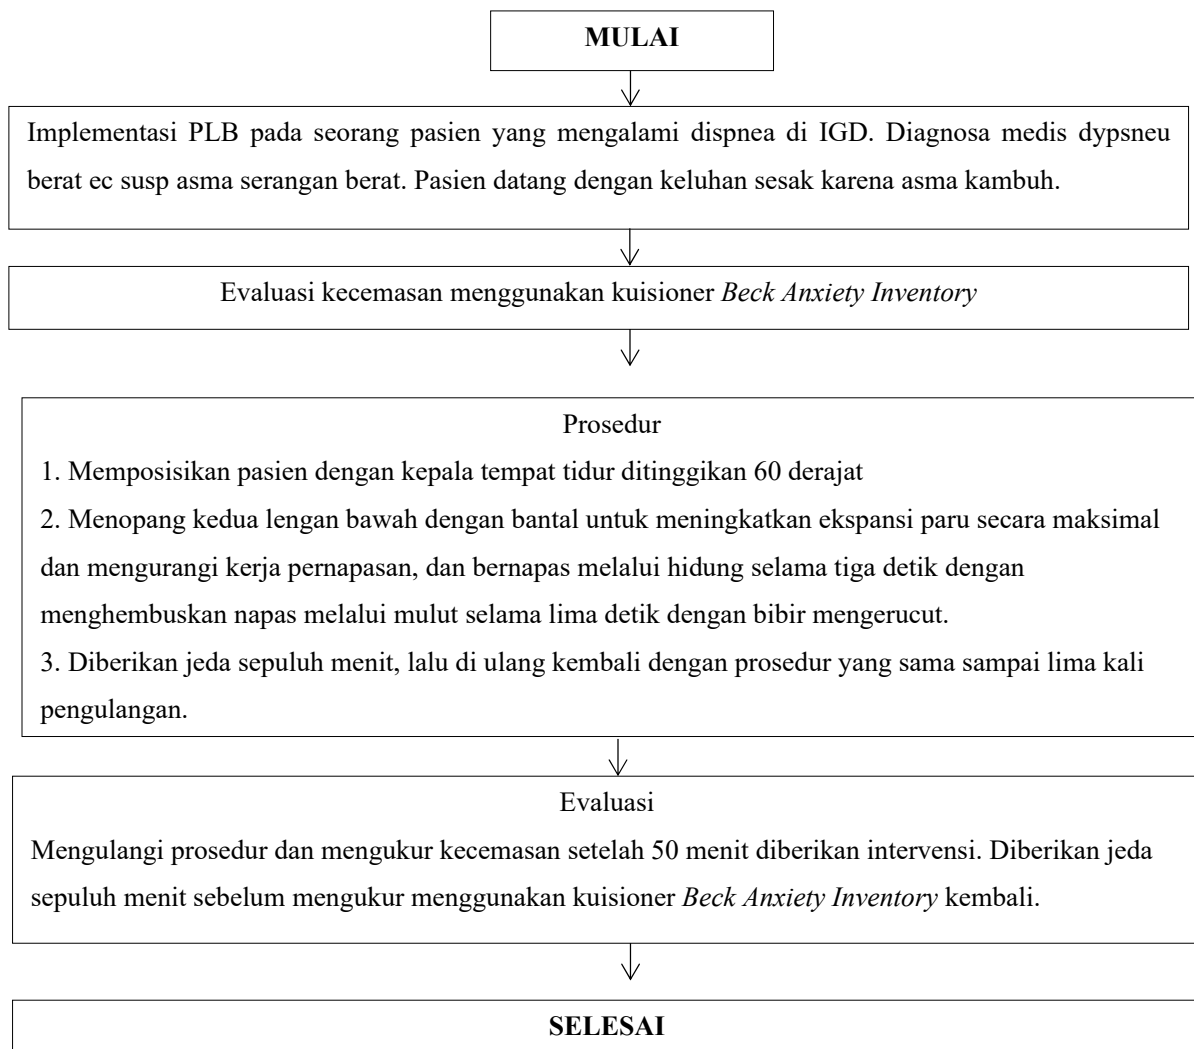 MULAI
Implementasi PLB pada seorang pasien yang mengalami dispnea di IGD. Diagnosa medis dypsneu
berat ec susp asma serangan berat. Pasien datang dengan keluhan sesak karena asma kambuh.
Evaluasi kecemasan menggunakan kuisioner Beck Anxiety Inventory
Prosedur
1. Memposisikan pasien dengan kepala tempat tidur ditinggikan 60 derajat
2. Menopang kedua lengan bawah dengan bantal untuk meningkatkan ekspansi paru secara maksimal
dan mengurangi kerja pernapasan, dan bernapas melalui hidung selama tiga detik dengan
menghembuskan napas melalui mulut selama lima detik dengan bibir mengerucut.
3. Diberikan jeda sepuluh menit, lalu di ulang kembali dengan prosedur yang sama sampai lima kali
pengulangan.
Evaluasi
Mengulangi prosedur dan mengukur kecemasan setelah 50 menit diberikan intervensi. Diberikan jeda
sepuluh menit sebelum mengukur menggunakan kuisioner Beck Anxiety Inventory kembali.
SELESAI